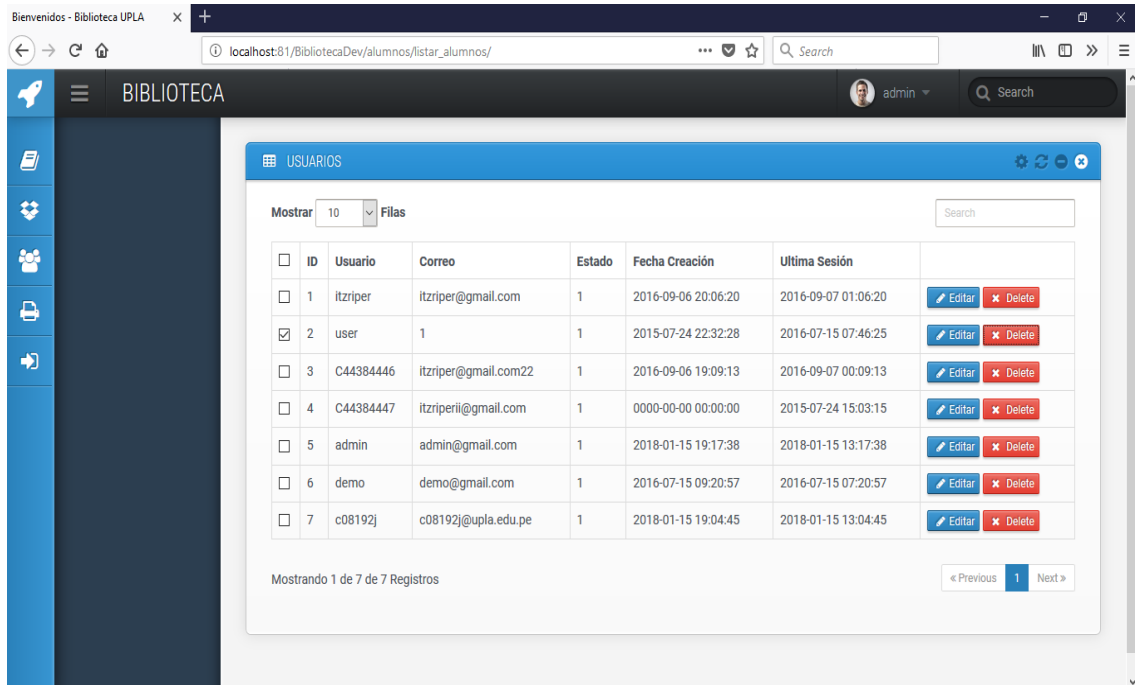 Bienvenidos - Biblioteca UPLA
localhost:81/BibliotecaDev/alumnos/listar_alumnos/
Search
BIBLIOTECA
admin
Search
USUARIOS
Mostrar 10 Filas
Search
ID Usuario Correo Estado Fecha Creación Ultima Sesión
1 itzriper itzriper@gmail.com 1 2016-09-06 20:06:20 2016-09-07 01:06:20 Editar Delete
2 user 1 1 2015-07-24 22:32:28 2016-07-15 07:46:25 Editar Delete
3 C44384446 itzriper@gmail.com22 1 2016-09-06 19:09:13 2016-09-07 00:09:13 Editar Delete
4 C44384447 itzriperii@gmail.com 1 0000-00-00 00:00:00 2015-07-24 15:03:15 Editar Delete
5 admin admin@gmail.com 1 2018-01-15 19:17:38 2018-01-15 13:17:38 Editar Delete
6 demo demo@gmail.com 1 2016-07-15 09:20:57 2016-07-15 07:20:57 Editar Delete
7 c08192j c08192j@upla.edu.pe 1 2018-01-15 19:04:45 2018-01-15 13:04:45 Editar Delete
Mostrando 1 de 7 de 7 Registros
« Previous 1 Next »